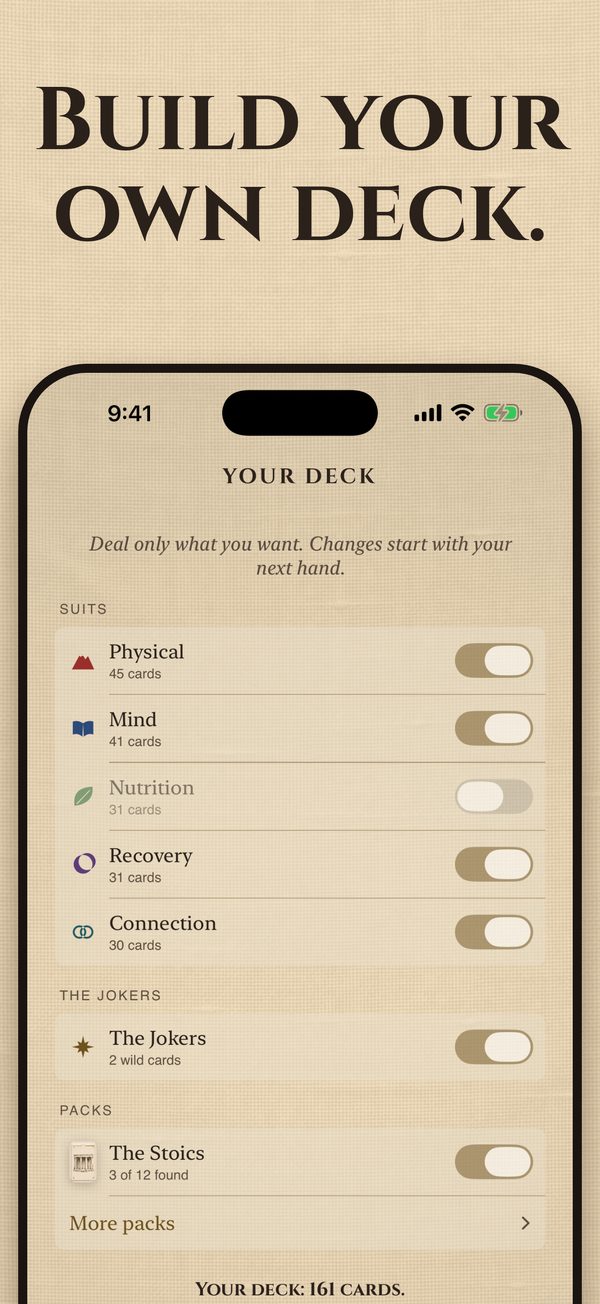 Build your
own deck.
9:41
YOUR DECK
Deal only what you want. Changes start with your
next hand.
SUITS
Physical
45 cards
Mind
41 cards
Nutrition
31 cards
Recovery
31 cards
Connection
30 cards
THE JOKERS
The Jokers
2 wild cards
PACKS
The Stoics
3 of 12 found
More packs
Your deck: 161 cards.